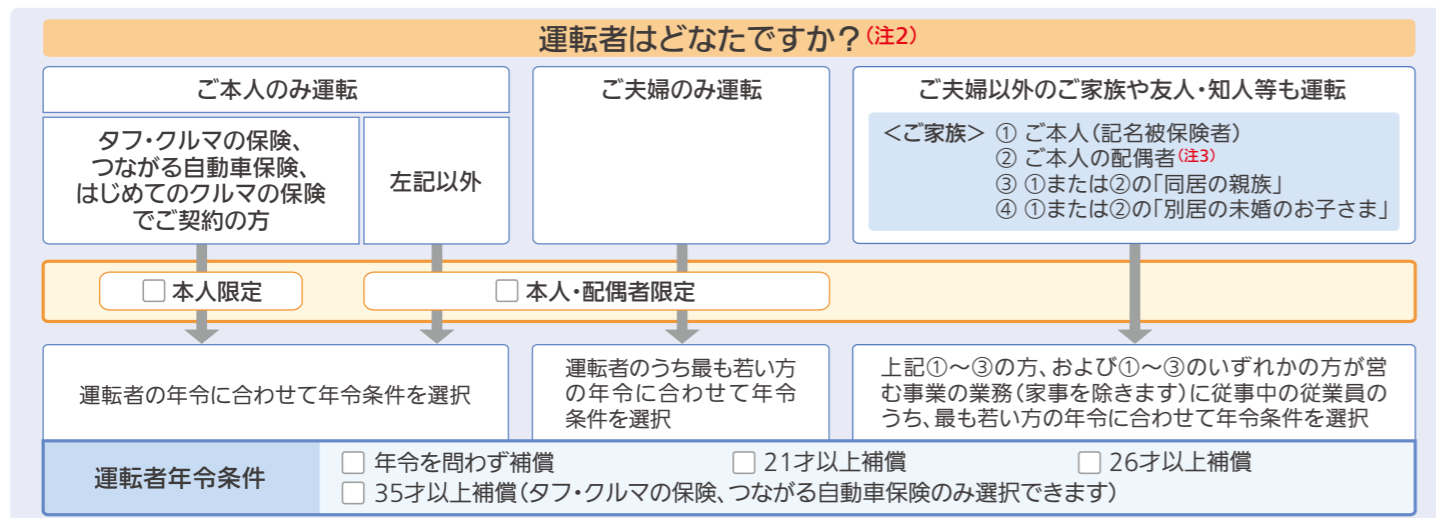 運転者はどなたですか？(注2)
ご本人のみ運転
タフ・クルマの保険、
つながる自動車保険、
はじめてのクルマの保険
でご契約の方
左記以外
ご夫婦のみ運転
ご夫婦以外のご家族や友人・知人等も運転
＜ご家族＞ ① ご本人（記名被保険者）
② ご本人の配偶者(注3)
③ ①または②の「同居の親族」
④ ①または②の「別居の未婚のお子さま」
□ 本人限定
□ 本人・配偶者限定
運転者の年令に合わせて年令条件を選択
運転者のうち最も若い方
の年令に合わせて年令
条件を選択
上記①～③の方、および①～③のいずれかの方が営
む事業の業務（家事を除きます）に従事中の従業員の
うち、最も若い方の年令に合わせて年令条件を選択
運転者年令条件
□ 年令を問わず補償 □ 21才以上補償 □ 26才以上補償
□ 35才以上補償（タフ・クルマの保険、つながる自動車保険のみ選択できます）